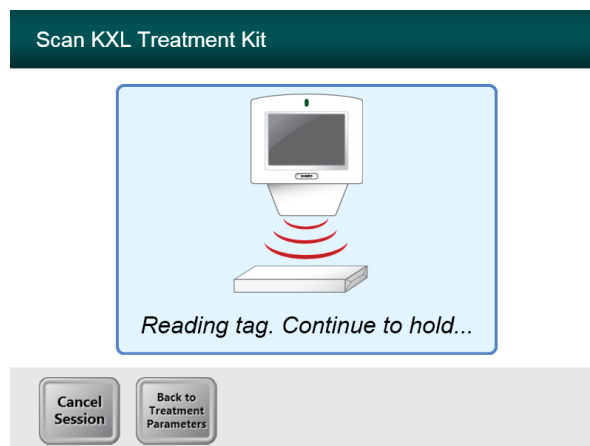 Scan KXL Treatment Kit
Reading tag. Continue to hold...
Cancel
Session
Back to
Treatment
Parameters